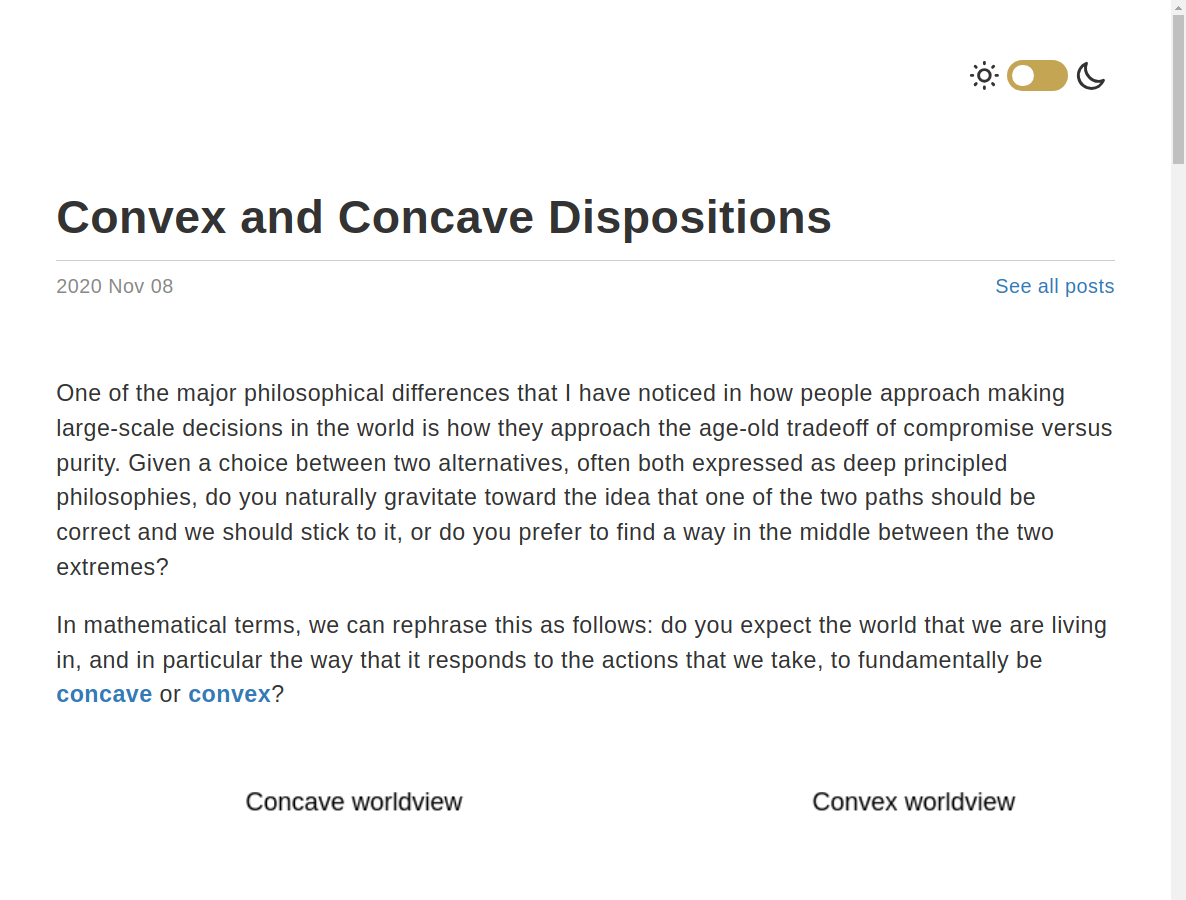 Convex and Concave Dispositions
2020 Nov 08
See all posts
One of the major philosophical differences that I have noticed in how people approach making
large-scale decisions in the world is how they approach the age-old tradeoff of compromise versus
purity. Given a choice between two alternatives, often both expressed as deep principled
philosophies, do you naturally gravitate toward the idea that one of the two paths should be
correct and we should stick to it, or do you prefer to find a way in the middle between the two
extremes?
In mathematical terms, we can rephrase this as follows: do you expect the world that we are living
in, and in particular the way that it responds to the actions that we take, to fundamentally be
concave or convex?
Concave worldview
Convex worldview